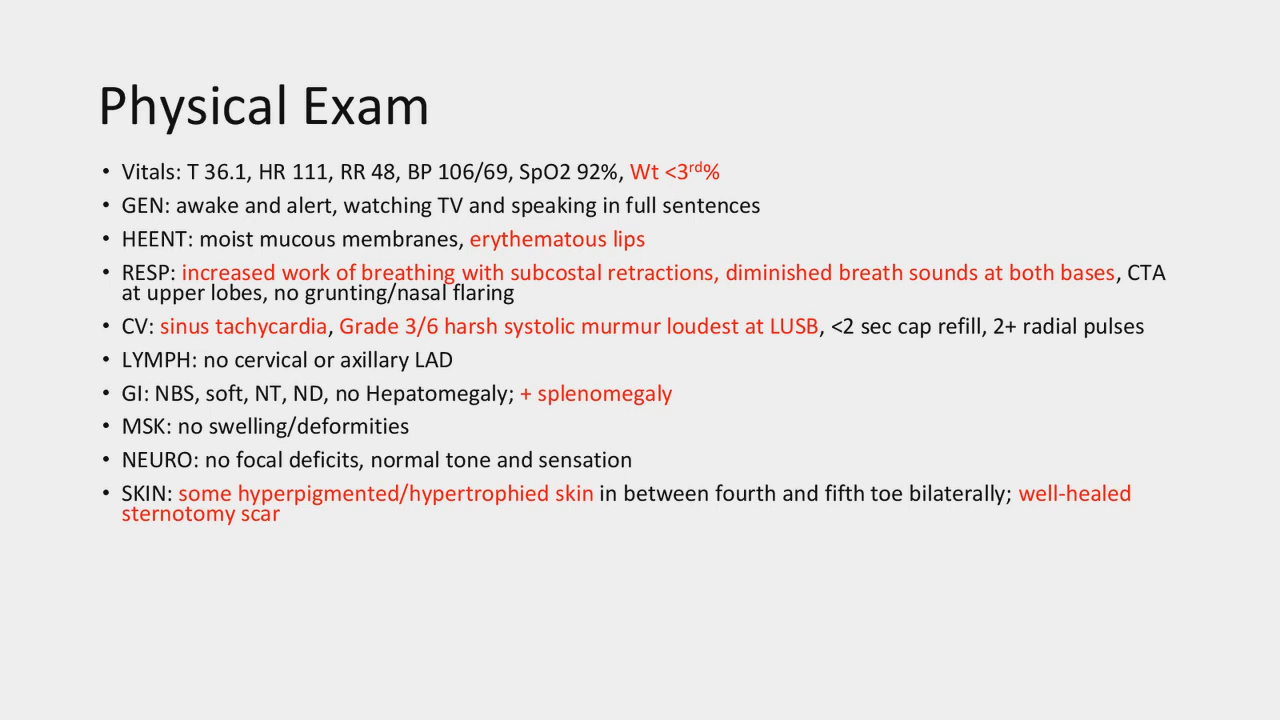 Physical Exam
• Vitals: T 36.1, HR 111, RR 48, BP 106/69, SpO2 92%, Wt <3rd%
• GEN: awake and alert, watching TV and speaking in full sentences
• HEENT: moist mucous membranes, erythematous lips
• RESP: increased work of breathing with subcostal retractions, diminished breath sounds at both bases, CTA
at upper lobes, no grunting/nasal flaring
• CV: sinus tachycardia, Grade 3/6 harsh systolic murmur loudest at LUSB, <2 sec cap refill, 2+ radial pulses
• LYMPH: no cervical or axillary LAD
• GI: NBS, soft, NT, ND, no Hepatomegaly; + splenomegaly
• MSK: no swelling/deformities
• NEURO: no focal deficits, normal tone and sensation
• SKIN: some hyperpigmented/hypertrophied skin in between fourth and fifth toe bilaterally; well-healed
sternotomy scar